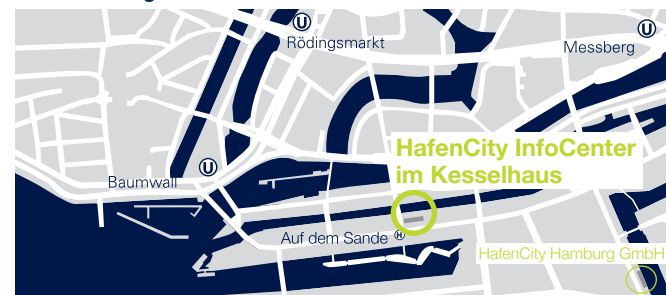 U
Rödingsmarkt
U
Messberg
HafenCity InfoCenter
im Kesselhaus
U
Baumwall
Auf dem Sande H
HafenCity Hamburg GmbH